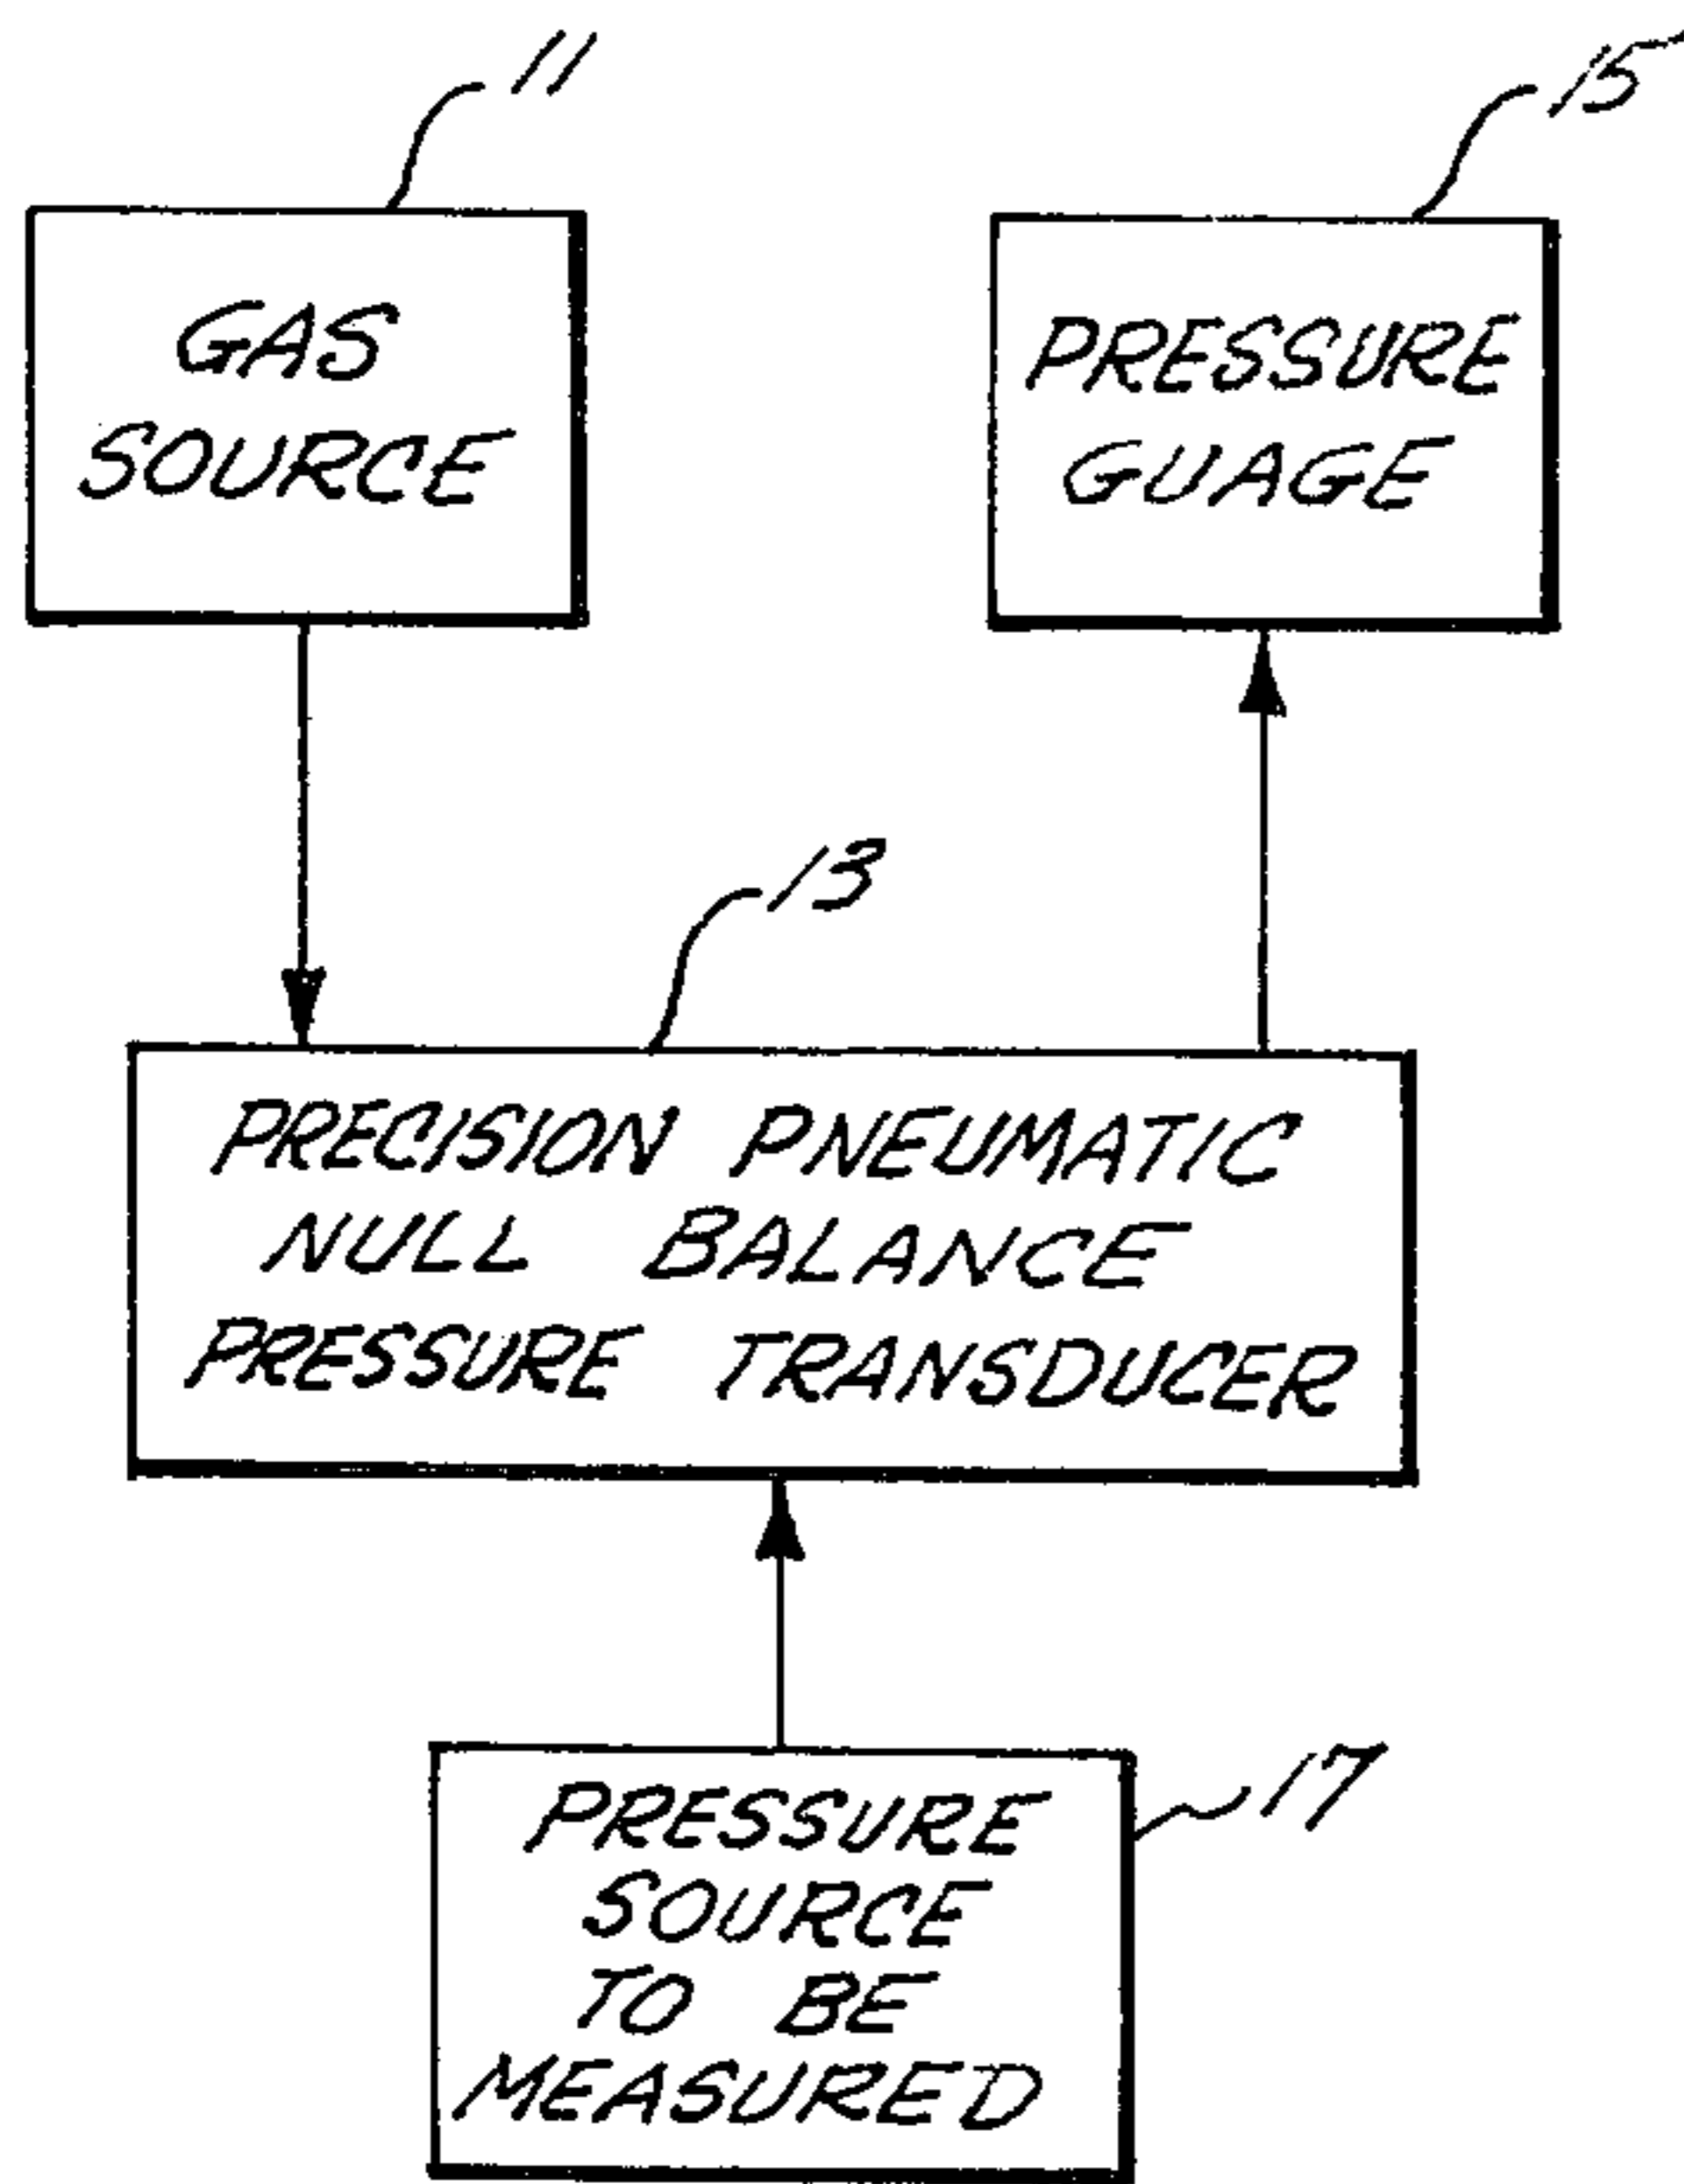 11
GAS
SOURCE
15
PRESSURE
GUAGE
13
PRECISION PNEUMATIC
NULL BALANCE
PRESSURE TRANSDUCER
17
PRESSURE
SOURCE
TO BE
MEASURED